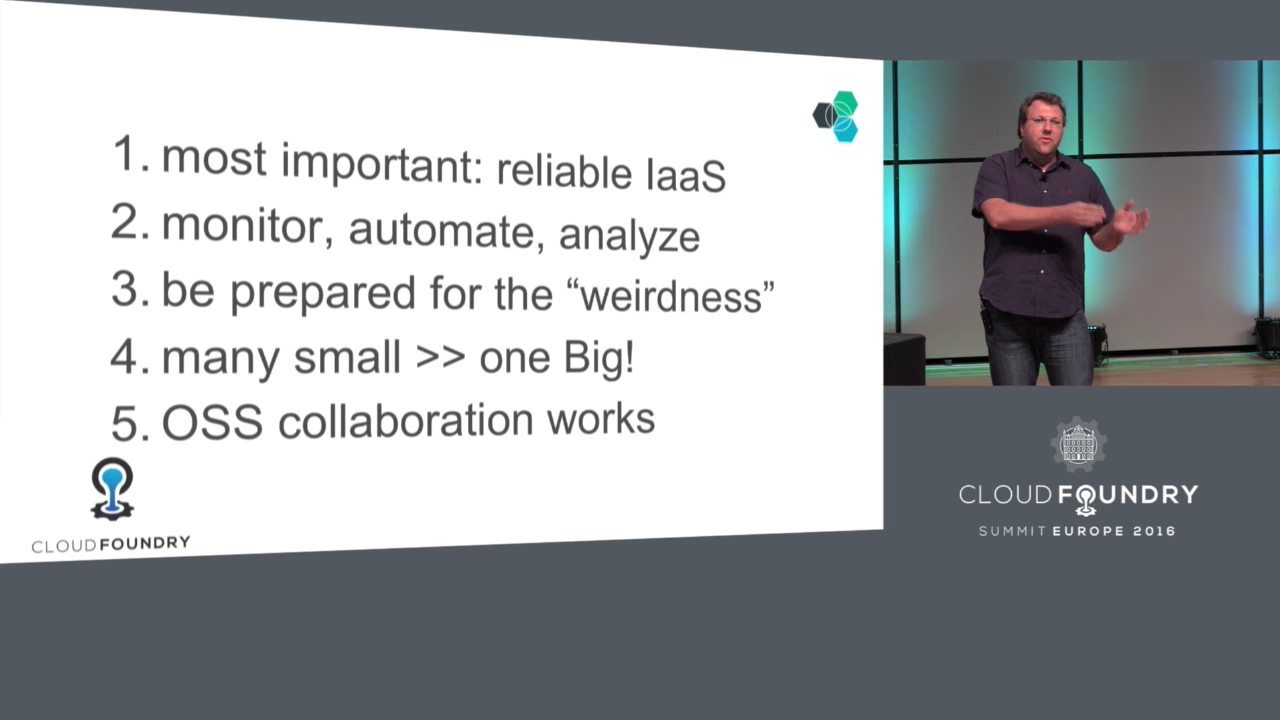 1. most important: reliable IaaS
2. monitor, automate, analyze
3. be prepared for the “weirdness”
4. many small >> one Big!
5. OSS collaboration works
CLOUD FOUNDRY
CLOUD FOUNDRY
SUMMIT EUROPE 2016